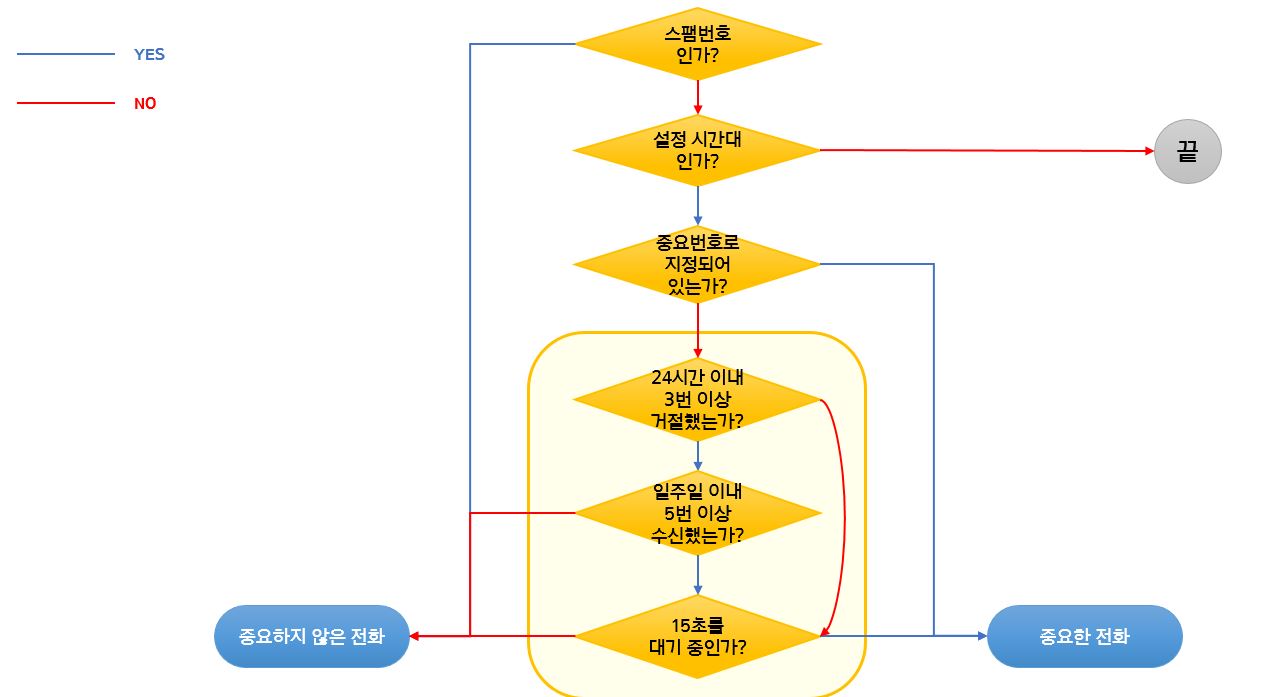 YES
NO
스팸번호
인가?
설정 시간대
인가?
끝
중요번호로
지정되어
있는가?
24시간 이내
3번 이상
거절했는가?
일주일 이내
5번 이상
수신했는가?
15초를
대기 중인가?
중요하지 않은 전화
중요한 전화